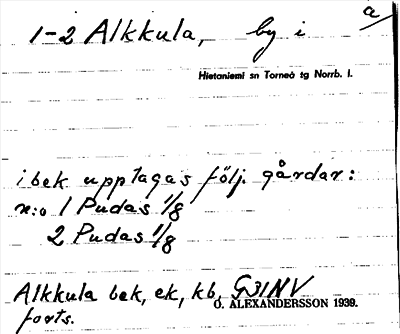 a
1-2 Alkkula, by i
Hietaniemi sn Torneå tg Norrb. l.
i bek upptagas följ. gårdar:
n:o 1 Pudas 1/8
2 Pudas 1/8
Alkkula bek, ek, kb, G31NV
O. ALEXANDERSSON 1939.
forts.